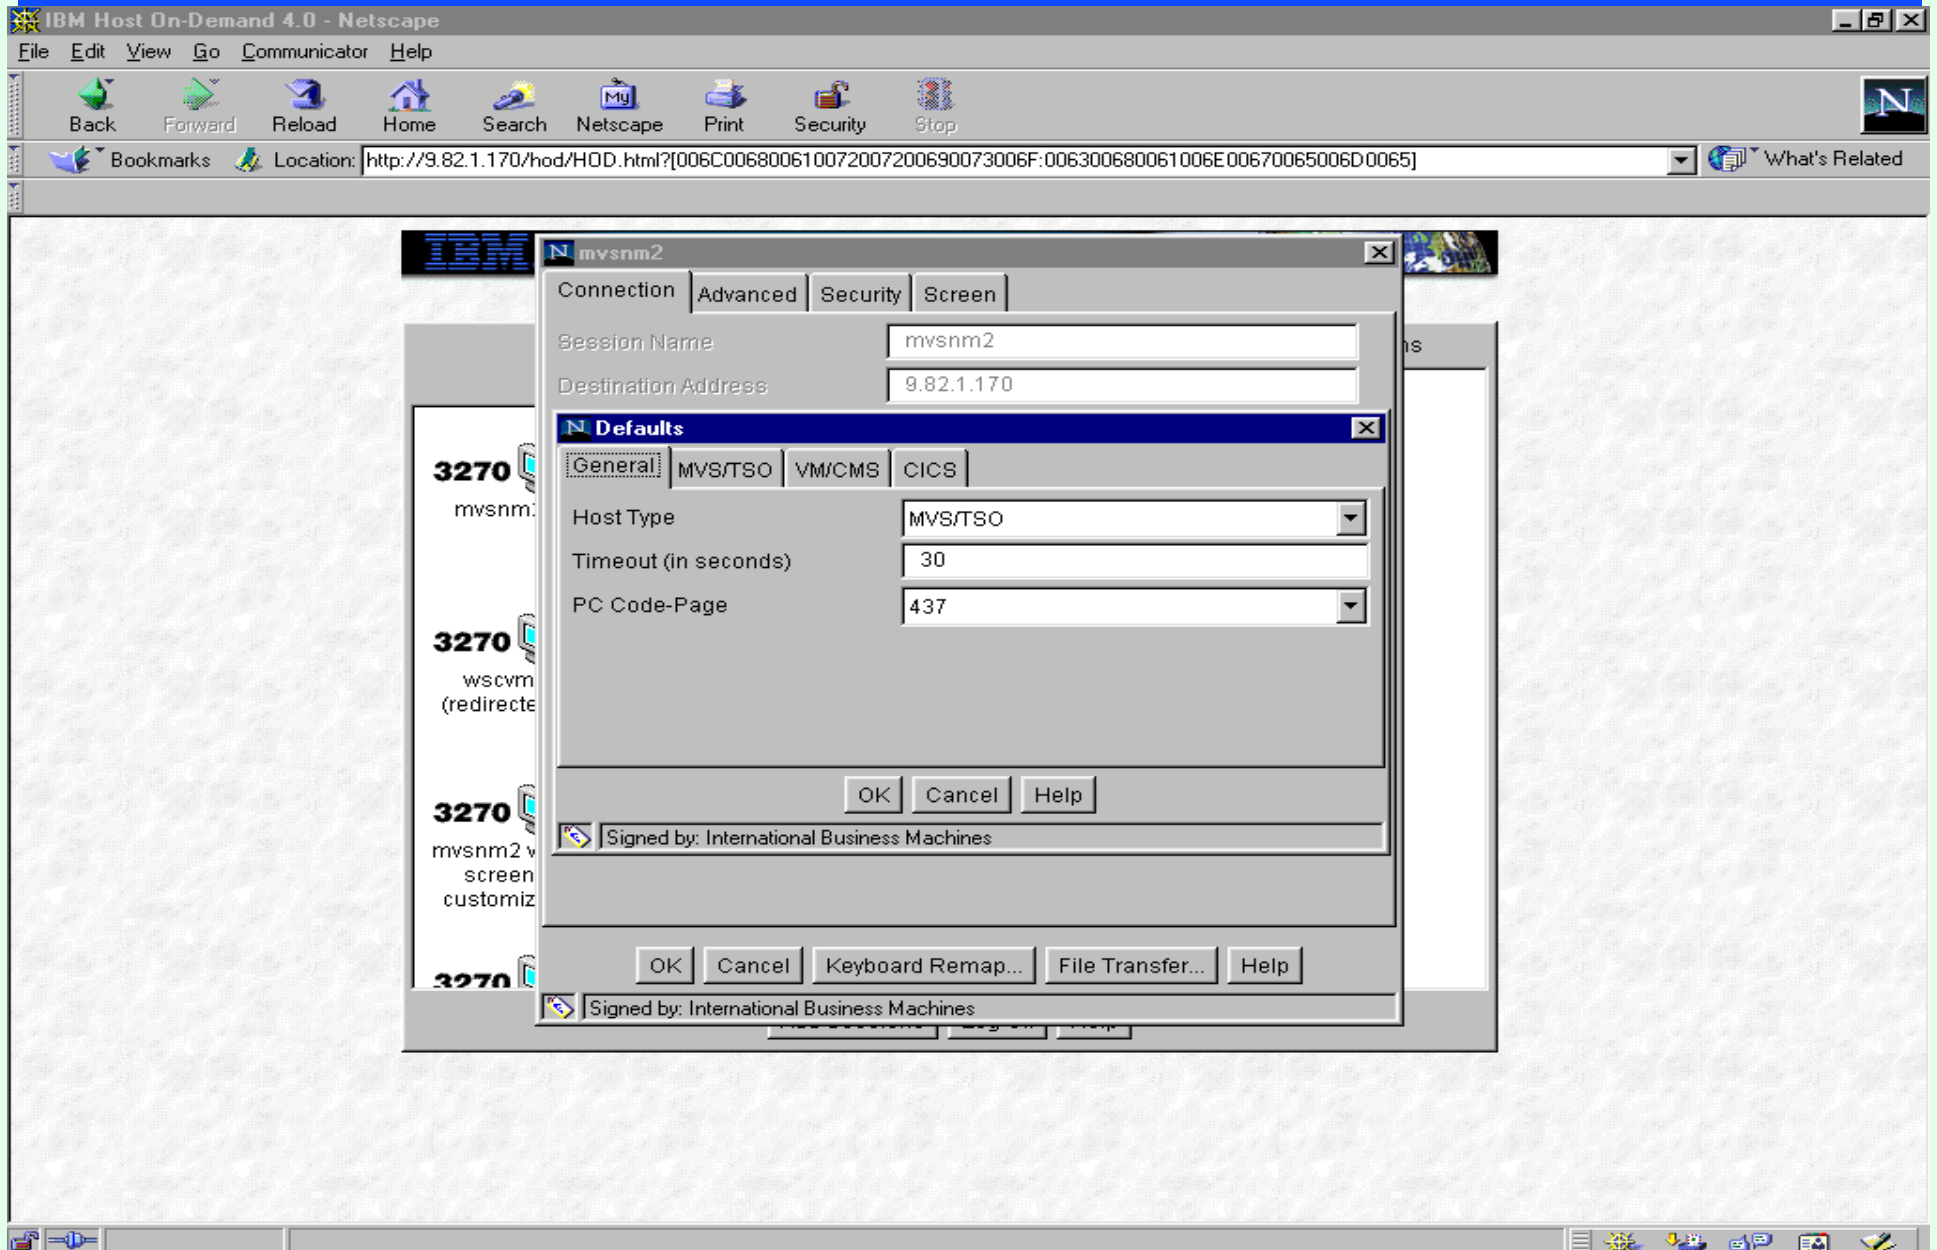 IBM Host On-Demand 4.0 - Netscape
File Edit View Go Communicator Help
Back Forward Reload Home Search Netscape Print Security Stop
My
N
Bookmarks Location: http://9.82.1.170/hod/HOD.html?[006C006800610072007200690073006F:006300680061006E00670065006D0065] What's Related
IBM
N mvsnm2
Connection Advanced Security Screen
Session Name mvsnm2
Destination Address 9.82.1.170
N Defaults
General MVS/TSO VM/CMS CICS
Host Type MVS/TSO
Timeout (in seconds) 30
PC Code-Page 437
OK Cancel Help
Signed by: International Business Machines
3270
mvsnm
3270
wscvm
(redirecte
3270
mvsnm2
screen
customiz
3270
OK Cancel Keyboard Remap... File Transfer... Help
Signed by: International Business Machines